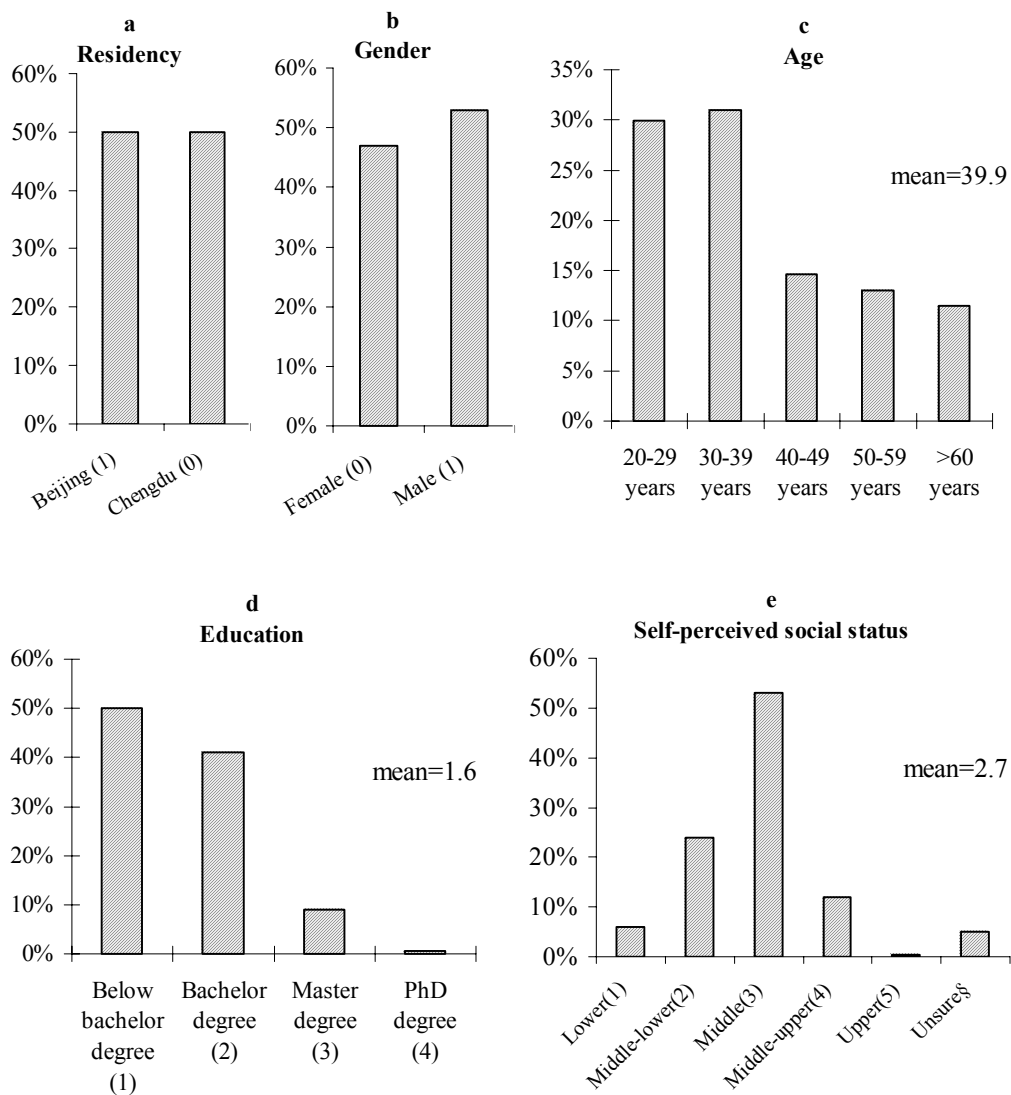 a
Residency
60%
50%
40%
30%
20%
10%
0%
Beijing (1)
Chengdu (0)
b
Gender
60%
50%
40%
30%
20%
10%
0%
Female (0)
Male (1)
c
Age
35%
30%
25%
20%
15%
10%
5%
0%
mean=39.9
20-29 years
30-39 years
40-49 years
50-59 years
>60 years
d
Education
60%
50%
40%
30%
20%
10%
0%
mean=1.6
Below bachelor degree (1)
Bachelor degree (2)
Master degree (3)
PhD degree (4)
e
Self-perceived social status
60%
50%
40%
30%
20%
10%
0%
mean=2.7
Lower(1)
Middle-lower(2)
Middle(3)
Middle-upper(4)
Upper(5)
Unsure§